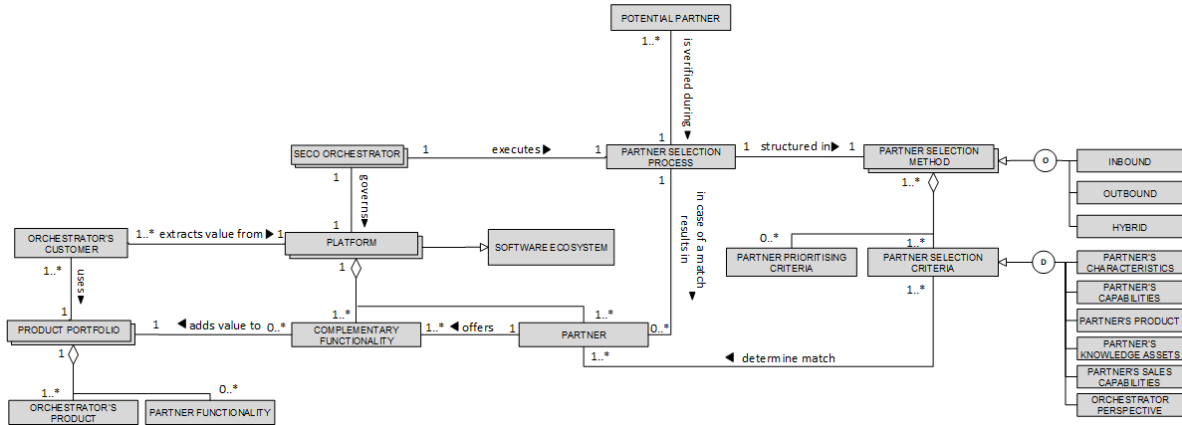 POTENTIAL PARTNER
1..*
is verified during
1
SECO ORCHESTRATOR
1
executes
1
PARTNER SELECTION
PROCESS
1
structured in
1
PARTNER SELECTION
METHOD
O
INBOUND
OUTBOUND
HYBRID
1
1
1..*
governs
in case of a match
results in
ORCHESTRATOR'S
CUSTOMER
1..*
extracts value from
1
1
PLATFORM
SOFTWARE ECOSYSTEM
0..*
PARTNER PRIORITISING
CRITERIA
1..*
PARTNER SELECTION
CRITERIA
D
PARTNER'S
CHARACTERISTICS
PARTNER'S
CAPABILITIES
PARTNER'S PRODUCT
PARTNER'S
KNOWLEDGE ASSETS
PARTNER'S SALES
CAPABILITIES
ORCHESTRATOR
PERSPECTIVE
1..*
uses
1
1
1..*
1..*
1..*
PRODUCT PORTFOLIO
1
adds value to
0..*
COMPLEMENTARY
FUNCTIONALITY
1..*
offers
1
PARTNER
0..*
1
1..*
determine match
1..*
0..*
ORCHESTRATOR'S
PRODUCT
PARTNER FUNCTIONALITY